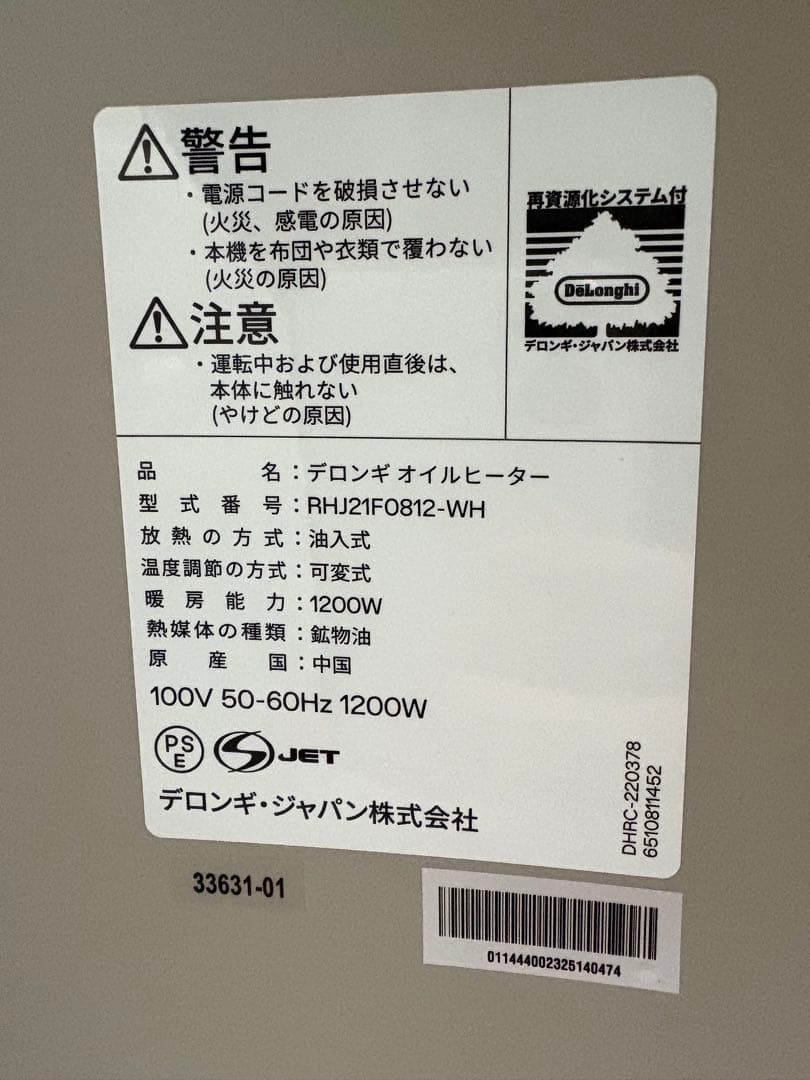 警告
・電源コードを破損させない
(火災、感電の原因)
・本機を布団や衣類で覆わない
(火災の原因)
注意
・運転中および使用直後は、
本体に触れない
(やけどの原因)
再資源化システム付
DeLonghi
デロンギ・ジャパン株式会社
品名：デロンギ オイルヒーター
型式番号：RHJ21F0812-WH
放熱の方式：油入式
温度調節の方式：可変式
暖房能力：1200W
熱媒体の種類：鉱物油
原産国：中国
100V 50-60Hz 1200W
PSE
S JET
デロンギ・ジャパン株式会社
DHRC-220378
6510811452
33631-01
011444002325140474